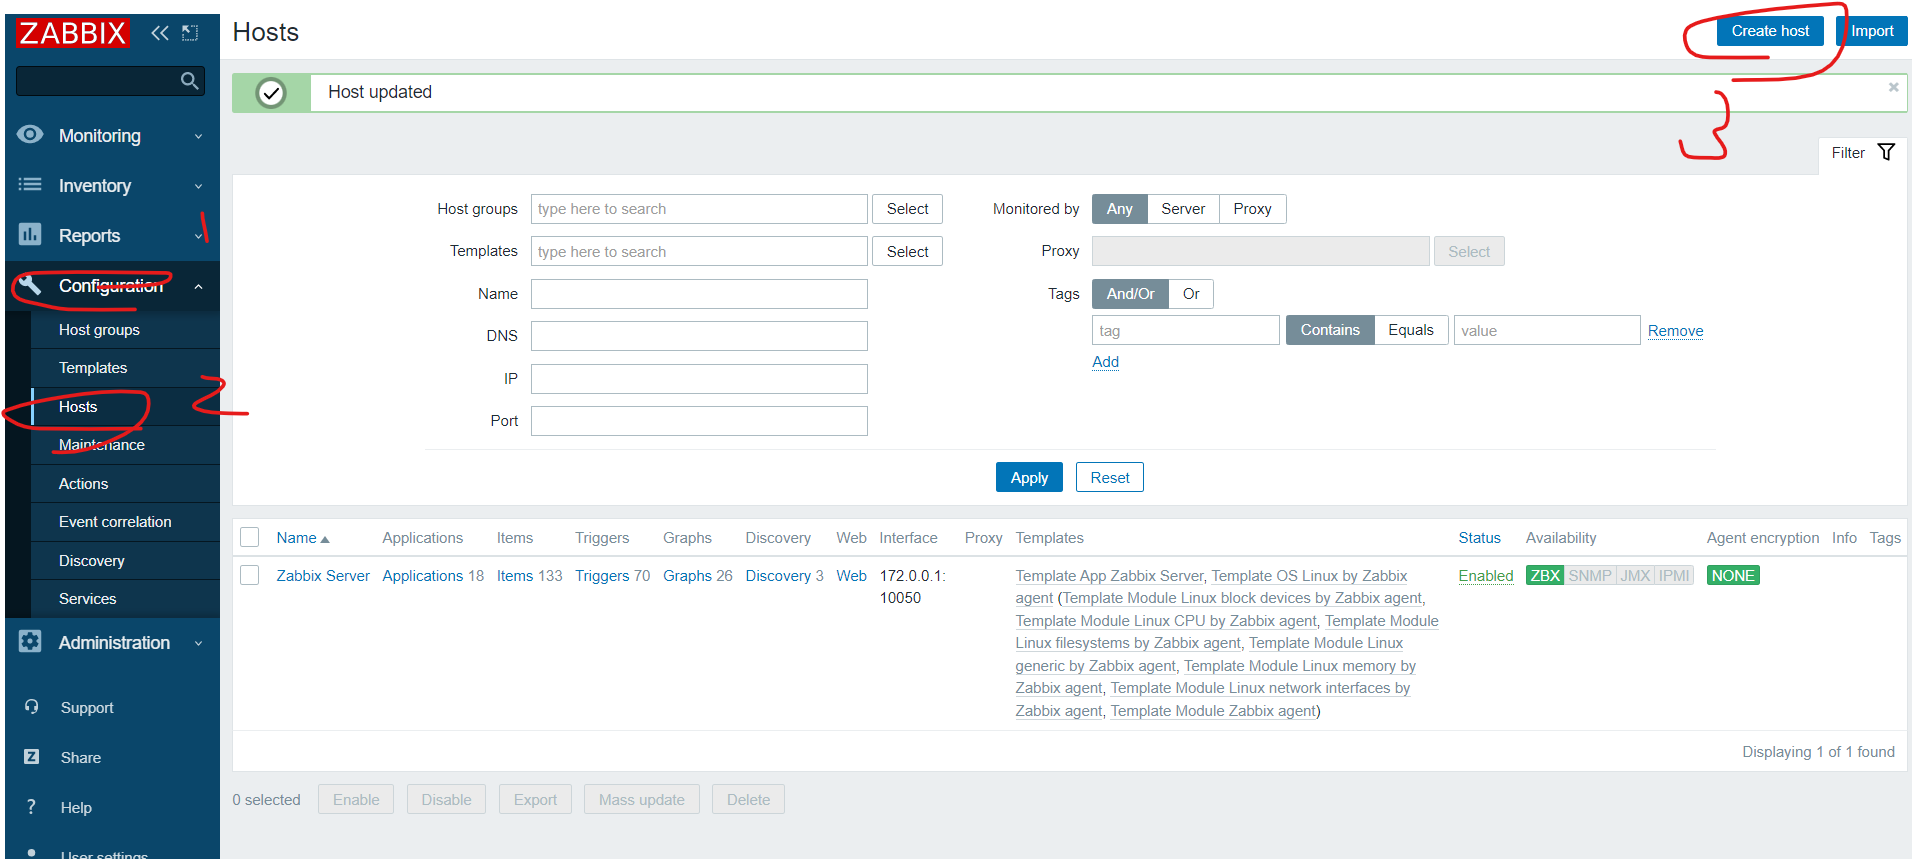 ZABBIX
Hosts
Create host
Import
Host updated
Monitoring
Inventory
Reports
1
Configuration
Host groups
Templates
Hosts
2
Maintenance
Actions
Event correlation
Discovery
Services
Administration
Support
Share
? Help
User settings
3
Filter
Host groups type here to search Select
Templates type here to search Select
Name
DNS
IP
Port
Monitored by Any Server Proxy
Proxy Select
Tags And/Or Or
tag Contains Equals value Remove
Add
Apply Reset
Name Applications Items Triggers Graphs Discovery Web Interface Proxy Templates Status Availability Agent encryption Info Tags
Zabbix Server Applications 18 Items 133 Triggers 70 Graphs 26 Discovery 3 Web 172.0.0.1: Template App Zabbix Server, Template OS Linux by Zabbix Enabled ZBX SNMP JMX IPMI NONE
10050 agent (Template Module Linux block devices by Zabbix agent,
Template Module Linux CPU by Zabbix agent, Template Module
Linux filesystems by Zabbix agent, Template Module Linux
generic by Zabbix agent, Template Module Linux memory by
Zabbix agent, Template Module Linux network interfaces by
Zabbix agent, Template Module Zabbix agent)
Displaying 1 of 1 found
0 selected Enable Disable Export Mass update Delete